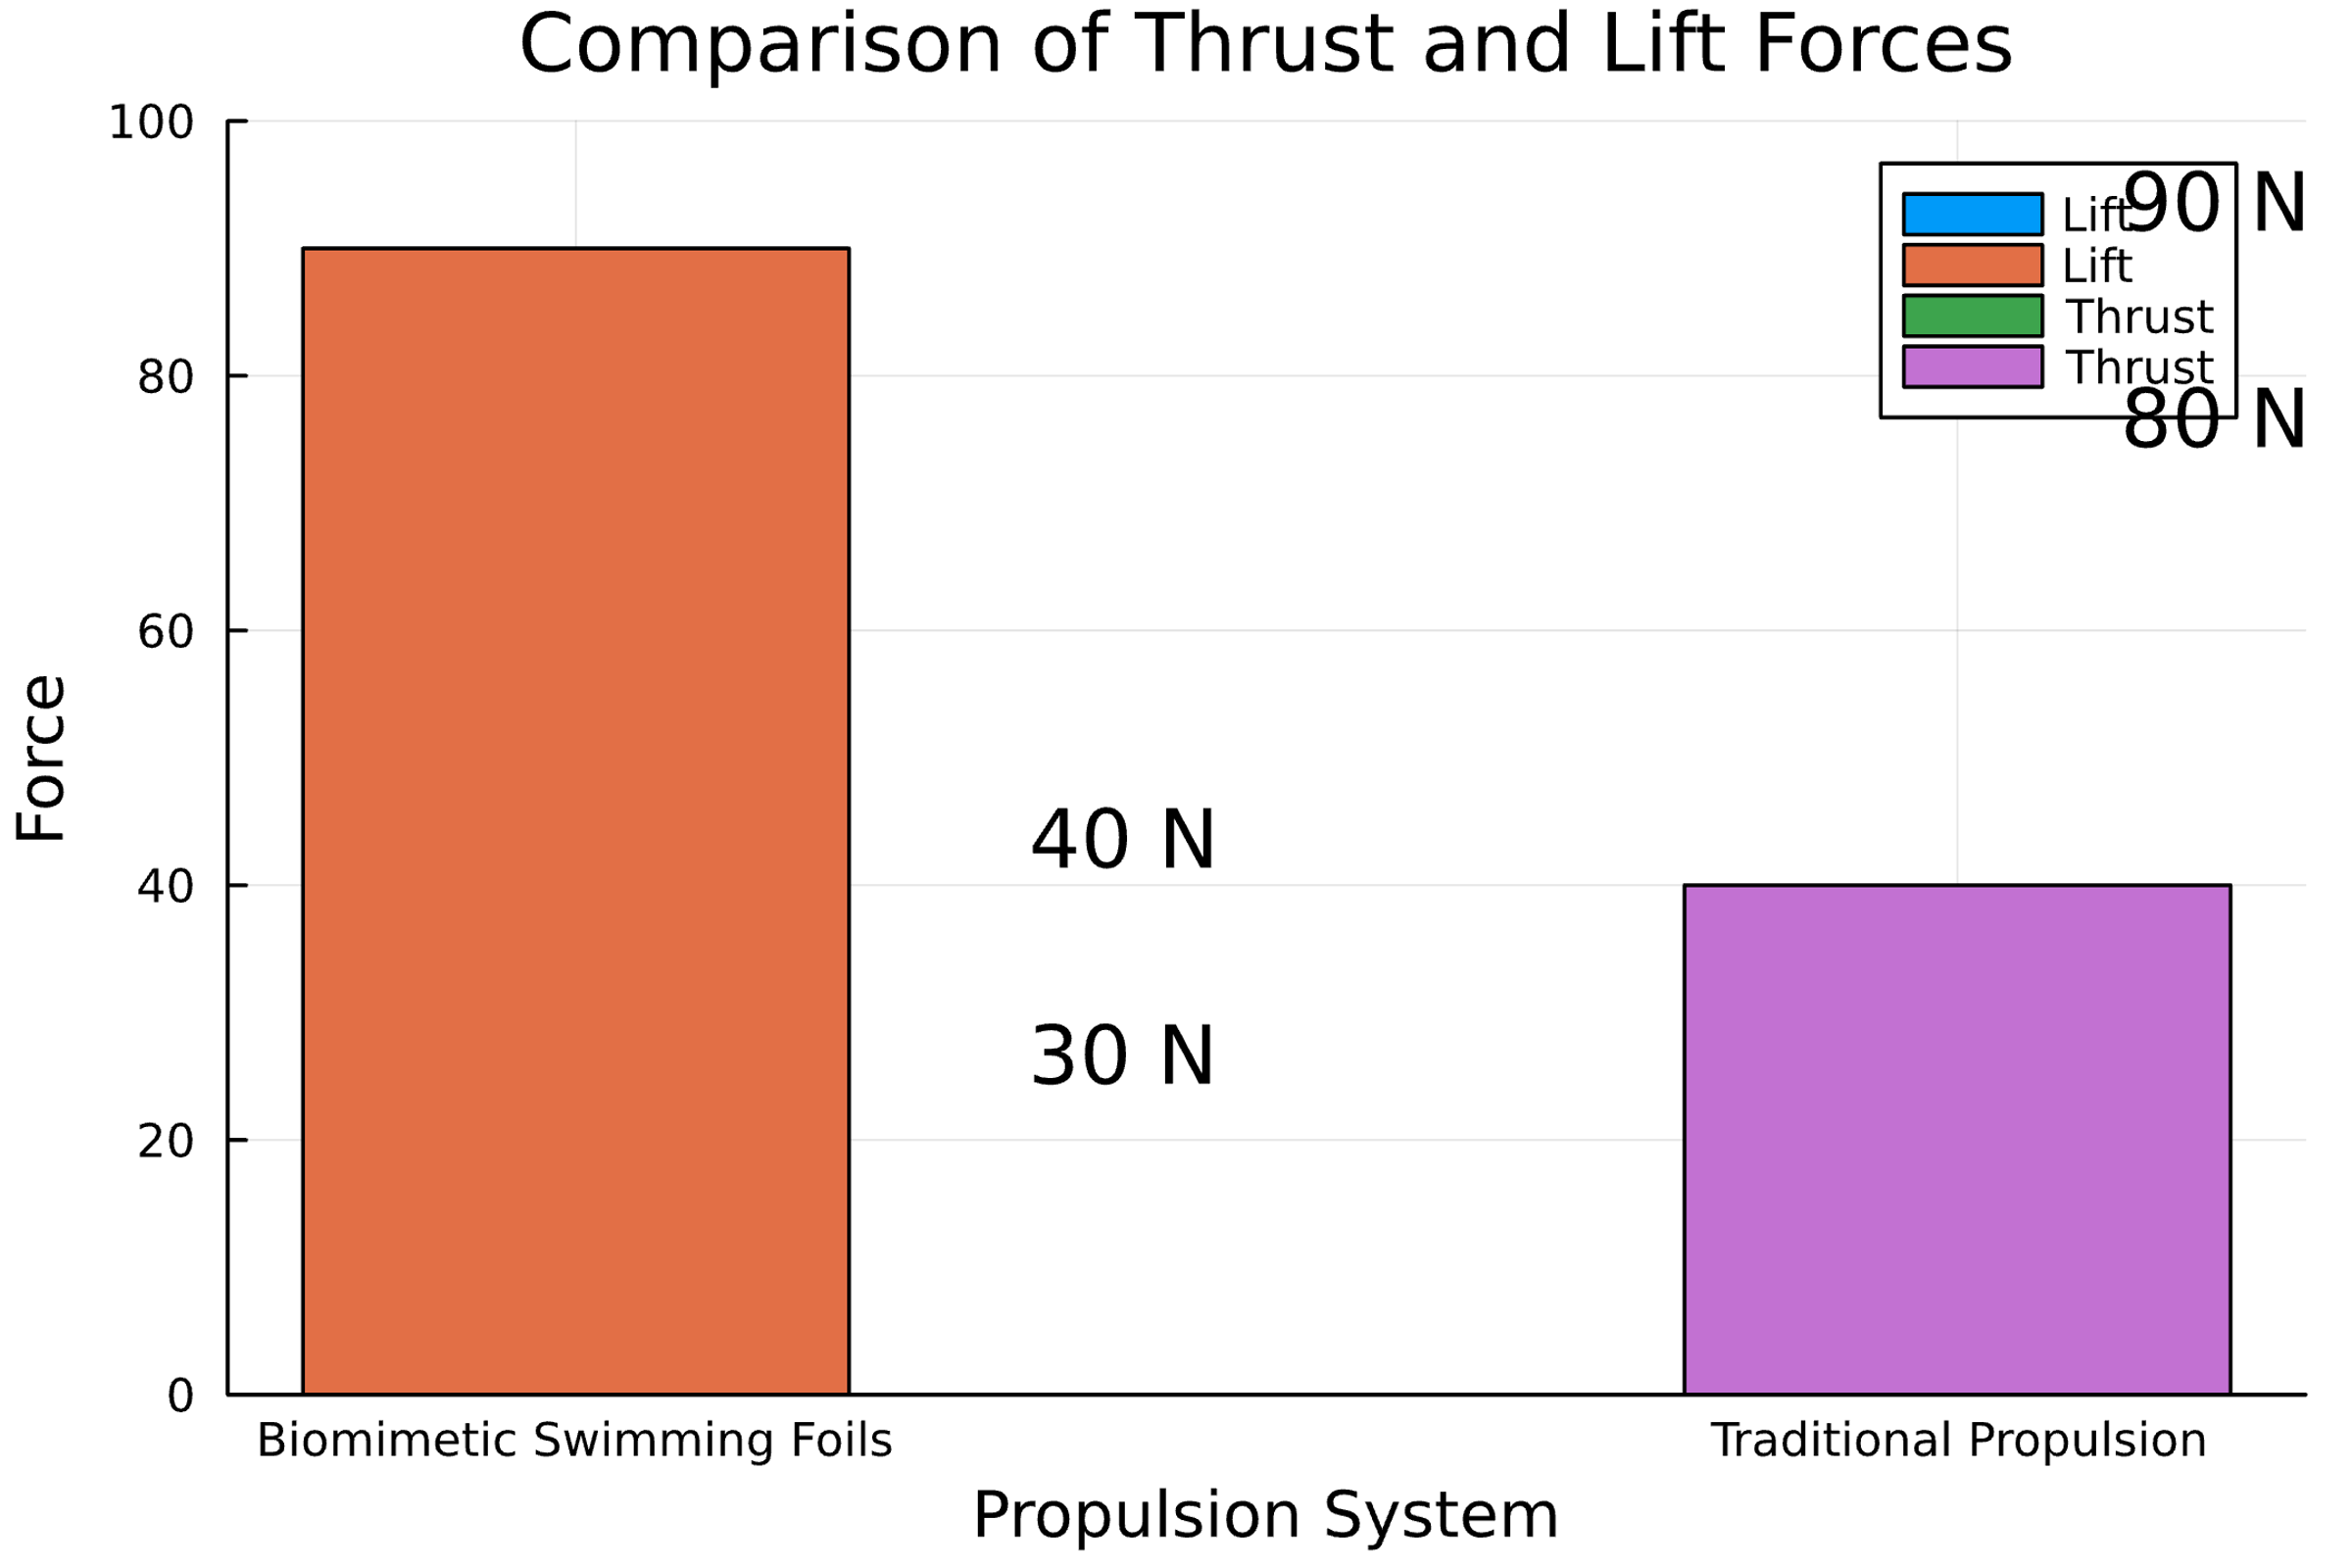 Comparison of Thrust and Lift Forces
100
80
60
40
20
0
Force
Lift
Lift
Thrust
Thrust
90 N
80 N
40 N
30 N
Biomimetic Swimming Foils
Traditional Propulsion
Propulsion System